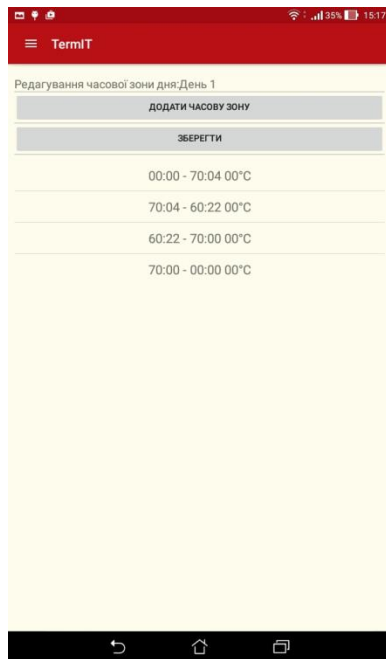 35% 15:17
TermIT
Редагування часової зони дня:День 1
ДОДАТИ ЧАСОВУ ЗОНУ
ЗБЕРЕГТИ
00:00 - 70:04 00°C
70:04 - 60:22 00°C
60:22 - 70:00 00°C
70:00 - 00:00 00°C